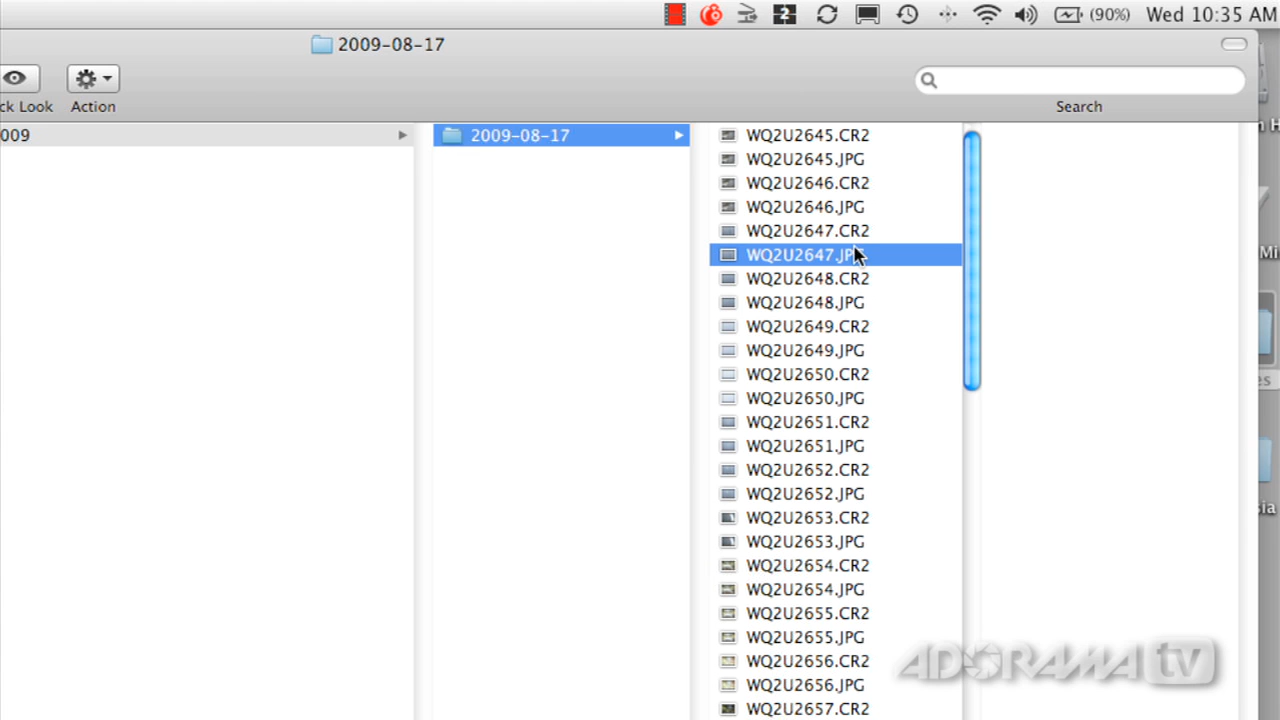 (90%) Wed 10:35 AM
2009-08-17
ck Look Action Search
009
2009-08-17
WQ2U2645.CR2
WQ2U2645.JPG
WQ2U2646.CR2
WQ2U2646.JPG
WQ2U2647.CR2
WQ2U2647.JPG
WQ2U2648.CR2
WQ2U2648.JPG
WQ2U2649.CR2
WQ2U2649.JPG
WQ2U2650.CR2
WQ2U2650.JPG
WQ2U2651.CR2
WQ2U2651.JPG
WQ2U2652.CR2
WQ2U2652.JPG
WQ2U2653.CR2
WQ2U2653.JPG
WQ2U2654.CR2
WQ2U2654.JPG
WQ2U2655.CR2
WQ2U2655.JPG
WQ2U2656.CR2
WQ2U2656.JPG
WQ2U2657.CR2
n H
Mi
es
sia
ADORAMA TV